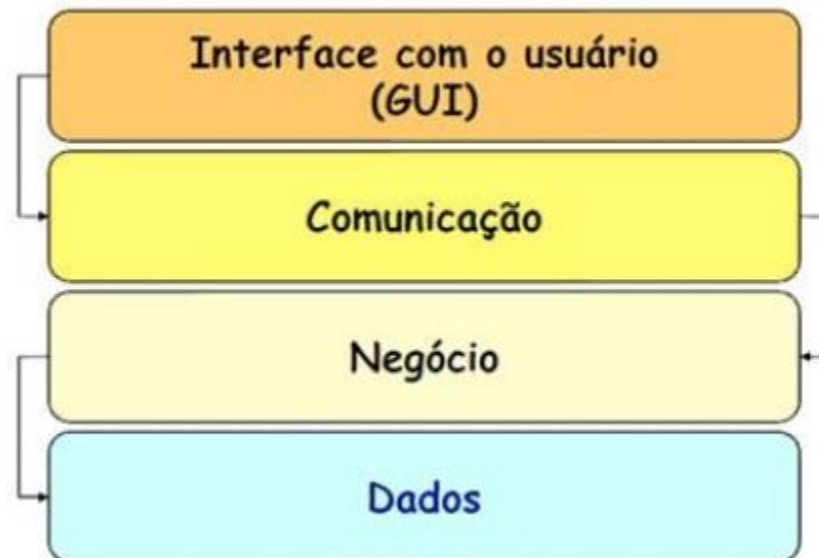 Interface com o usuário
(GUI)
Comunicação
Negócio
Dados